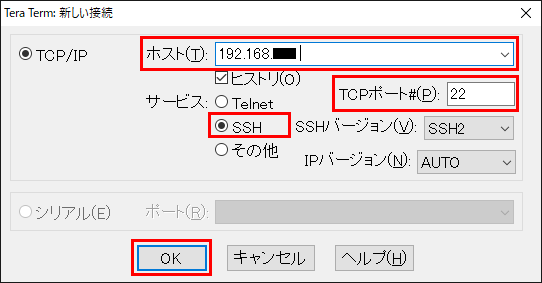 Tera Term: 新しい接続
TCP/IP
ホスト(T): 192.168.
ヒストリ(O)
サービス: Telnet
TCPポート#(P): 22
SSH
SSHバージョン(V): SSH2
その他
IPバージョン(N): AUTO
シリアル(E)
ポート(R):
OK
キャンセル
ヘルプ(H)